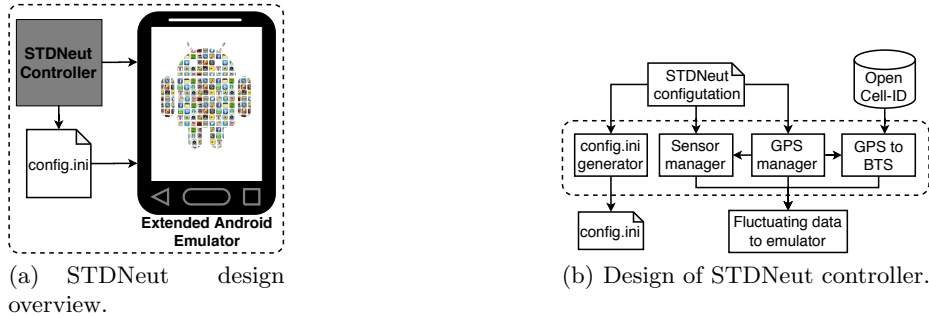 STDNeut
Controller
config.ini
Extended Android
Emulator
(a) STDNeut design
overview.
STDNeut
configutation
Open
Cell-ID
config.ini
generator
Sensor
manager
GPS
manager
GPS to
BTS
config.ini
Fluctuating data
to emulator
(b) Design of STDNeut controller.